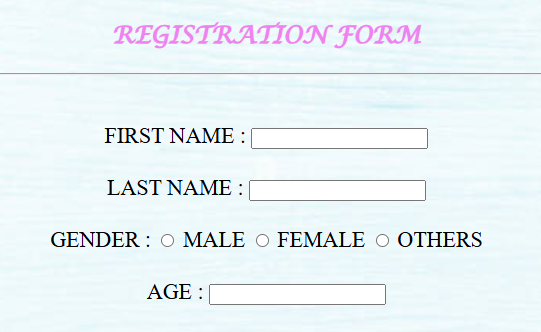 REGISTRATION FORM
FIRST NAME :
LAST NAME :
GENDER : MALE FEMALE OTHERS
AGE :